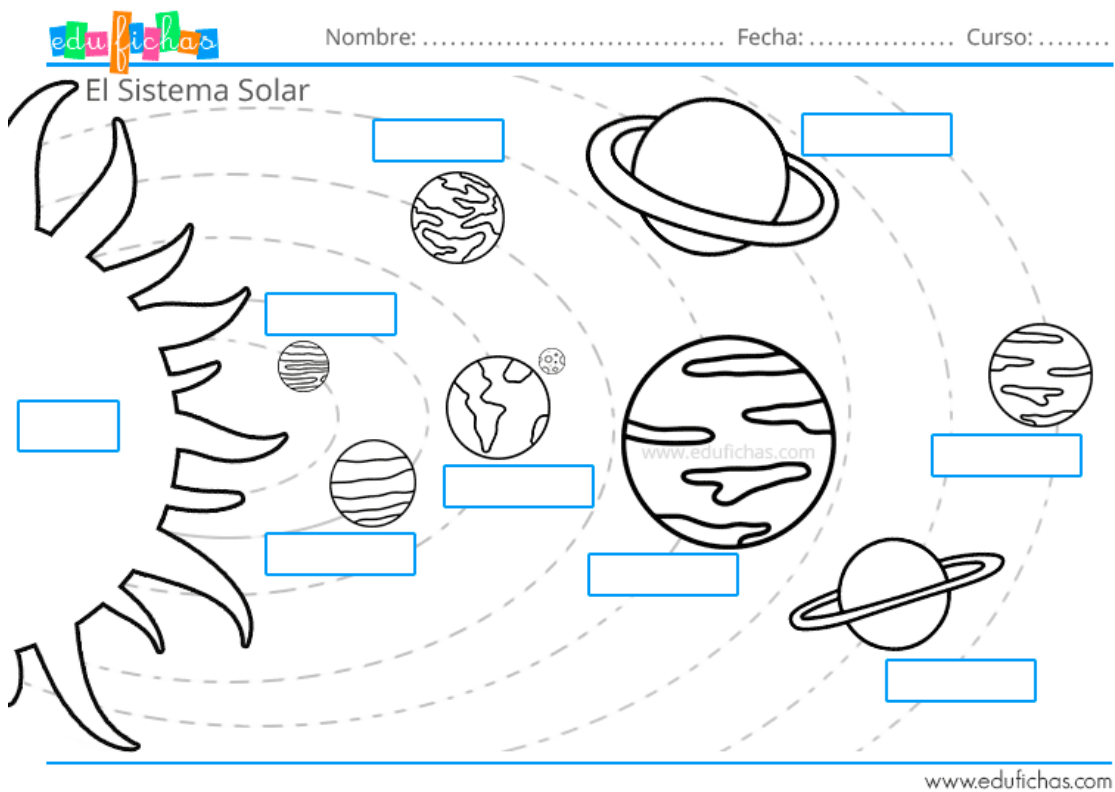 edufichas
Nombre: ................................ Fecha: ................ Curso: ........
El Sistema Solar
www.edufichas.com
www.edufichas.com